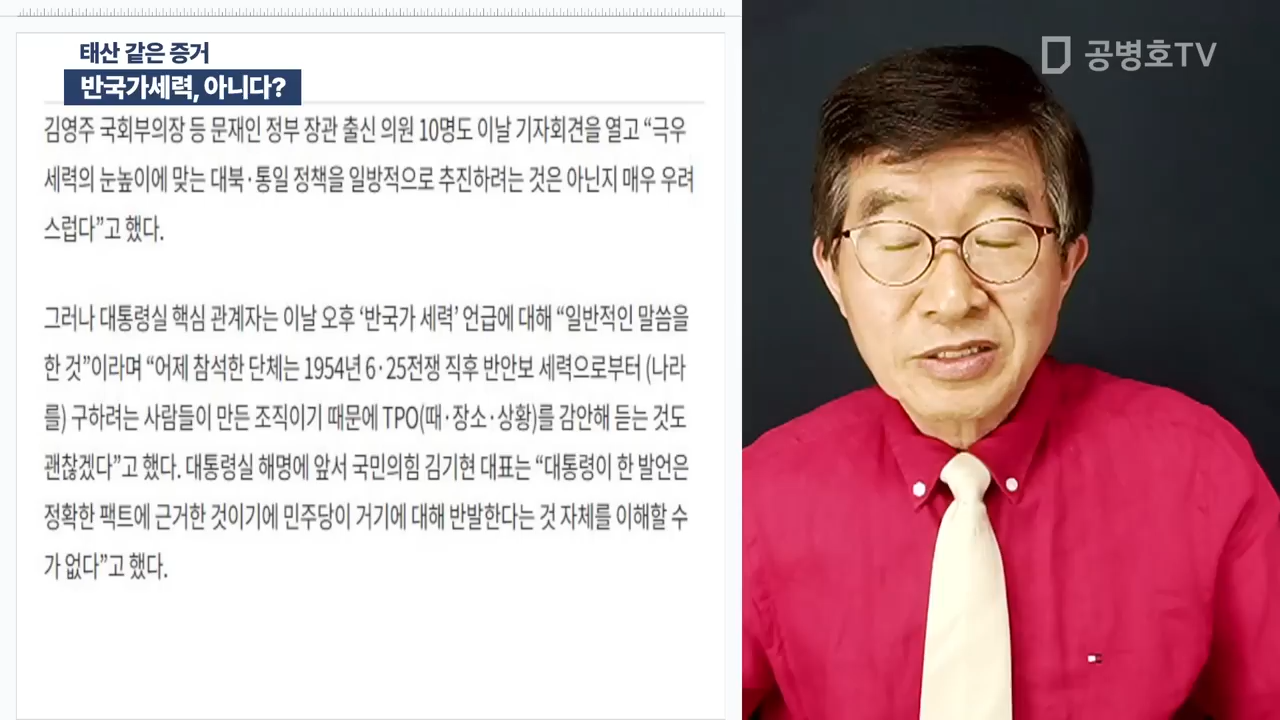 태산 같은 증거
반국가세력, 아니다?
공병호TV
김영주 국회부의장 등 문재인 정부 장관 출신 의원 10명도 이날 기자회견을 열고 “극우
세력의 눈높이에 맞는 대북·통일 정책을 일방적으로 추진하려는 것은 아닌지 매우 우려
스럽다”고 했다.
그러나 대통령실 핵심 관계자는 이날 오후 ‘반국가 세력’ 언급에 대해 “일반적인 말씀을
한 것”이라며 “어제 참석한 단체는 1954년 6·25전쟁 직후 반안보 세력으로부터 (나라
를) 구하려는 사람들이 만든 조직이기 때문에 TPO(때·장소·상황)를 감안해 듣는 것도
괜찮겠다”고 했다. 대통령실 해명에 앞서 국민의힘 김기현 대표는 “대통령이 한 발언은
정확한 팩트에 근거한 것이기에 민주당이 거기에 대해 반발한다는 것 자체를 이해할 수
가 없다”고 했다.